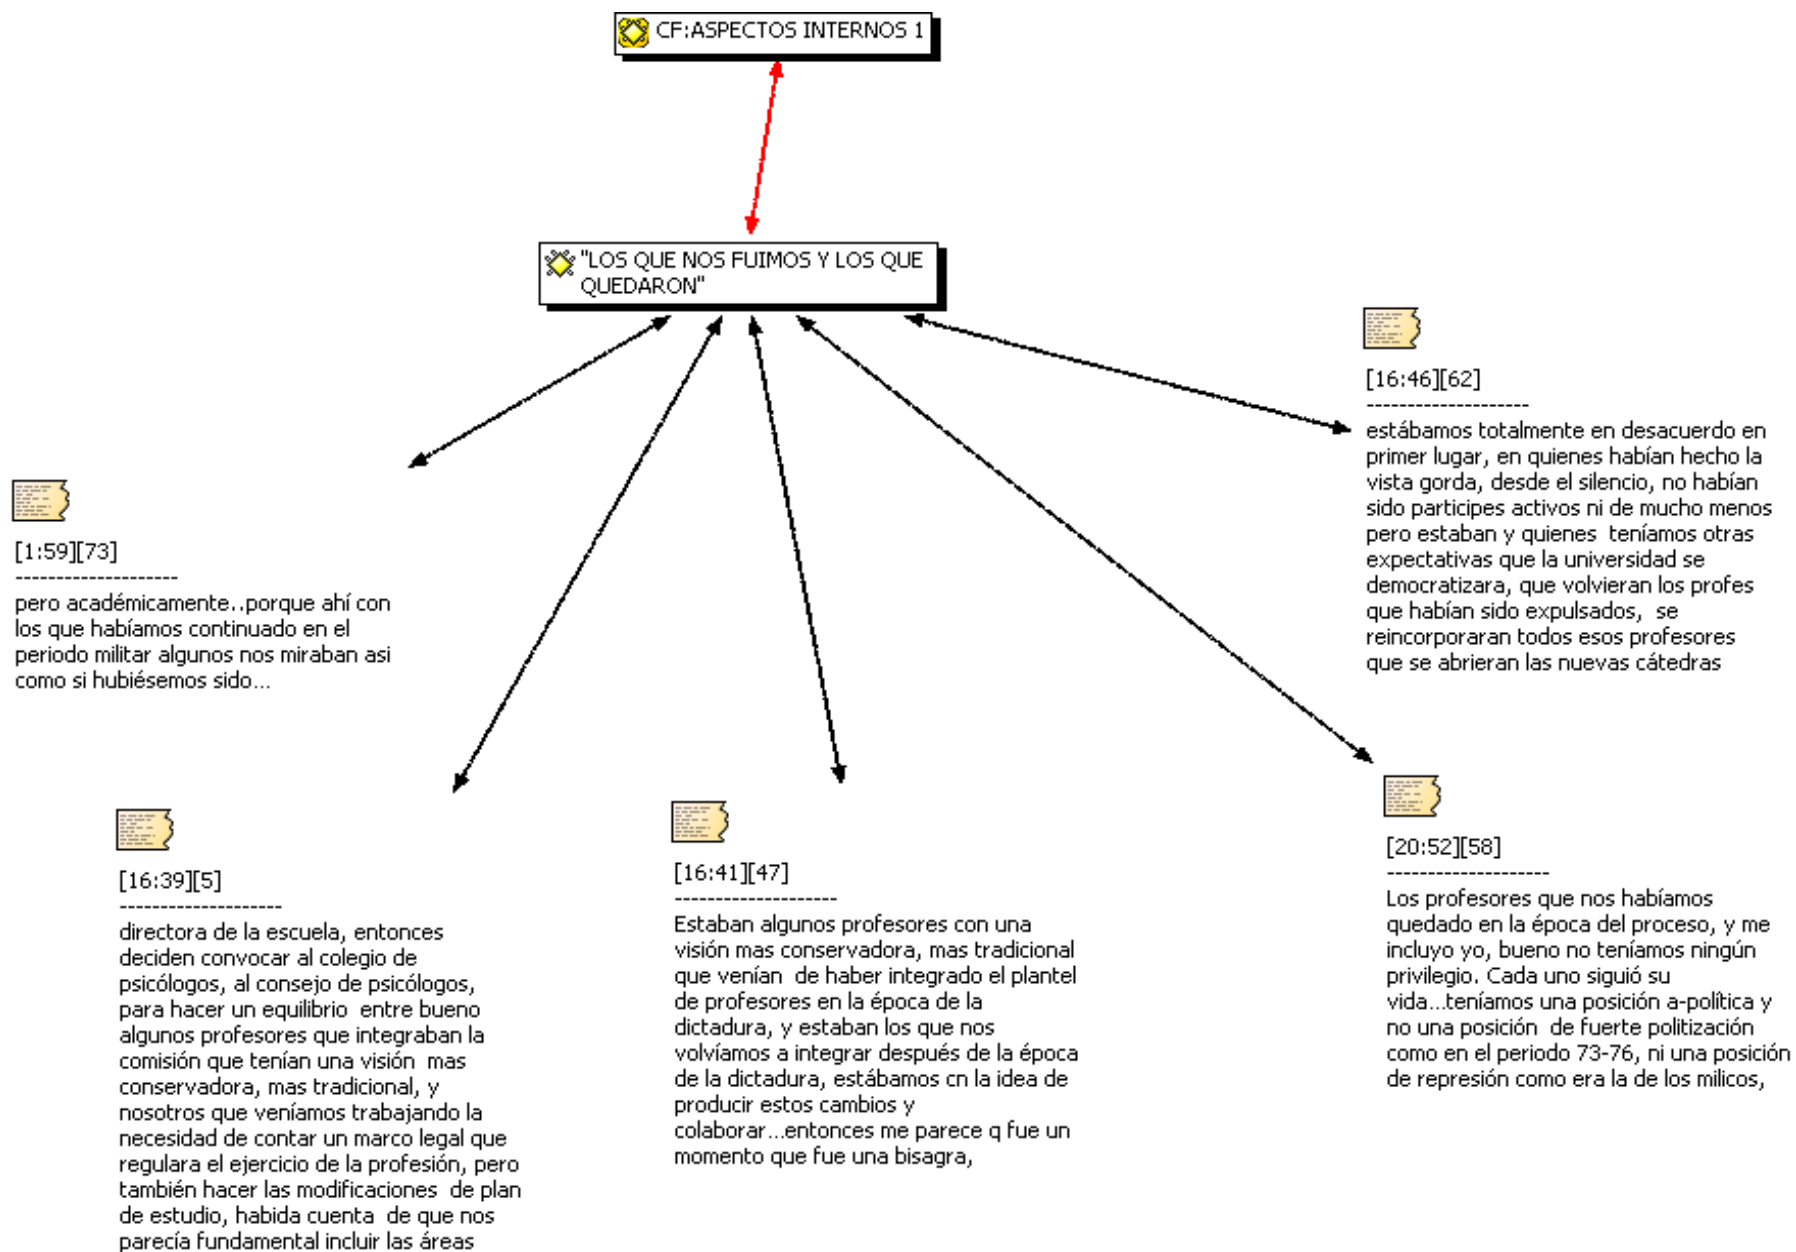 CF:ASPECTOS INTERNOS 1
"LOS QUE NOS FUIMOS Y LOS QUE
QUEDARON"
[16:46][62]
--------------------
estábamos totalmente en desacuerdo en
primer lugar, en quienes habían hecho la
vista gorda, desde el silencio, no habían
sido participes activos ni de mucho menos
pero estaban y quienes  teníamos otras
expectativas que la universidad se
democratizara, que volvieran los profes
que habían sido expulsados,  se
reincorporaran todos esos profesores
que se abrieran las nuevas cátedras
[1:59][73]
--------------------
pero académicamente..porque ahí con
los que habíamos continuado en el
periodo militar algunos nos miraban asi
como si hubiésemos sido...
[16:39][5]
--------------------
directora de la escuela, entonces
deciden convocar al colegio de
psicólogos, al consejo de psicólogos,
para hacer un equilibrio  entre bueno
algunos profesores que integraban la
comisión que tenían una visión  mas
conservadora, mas tradicional, y
nosotros que veníamos trabajando la
necesidad de contar un marco legal que
regulara el ejercicio de la profesión, pero
también hacer las modificaciones  de plan
de estudio, habida cuenta  de que nos
parecía fundamental incluir las áreas
[16:41][47]
--------------------
Estaban algunos profesores con una
visión mas conservadora, mas tradicional
que venían  de haber integrado el plantel
de profesores en la época de la
dictadura, y estaban los que nos
volvíamos a integrar después de la época
de la dictadura, estábamos cn la idea de
producir estos cambios y
colaborar...entonces me parece q fue un
momento que fue una bisagra,
[20:52][58]
--------------------
Los profesores que nos habíamos
quedado en la época del proceso, y me
incluyo yo, bueno no teníamos ningún
privilegio. Cada uno siguió su
vida...teníamos una posición a-política y
no una posición  de fuerte politización
como en el periodo 73-76, ni una posición
de represión como era la de los milicos,